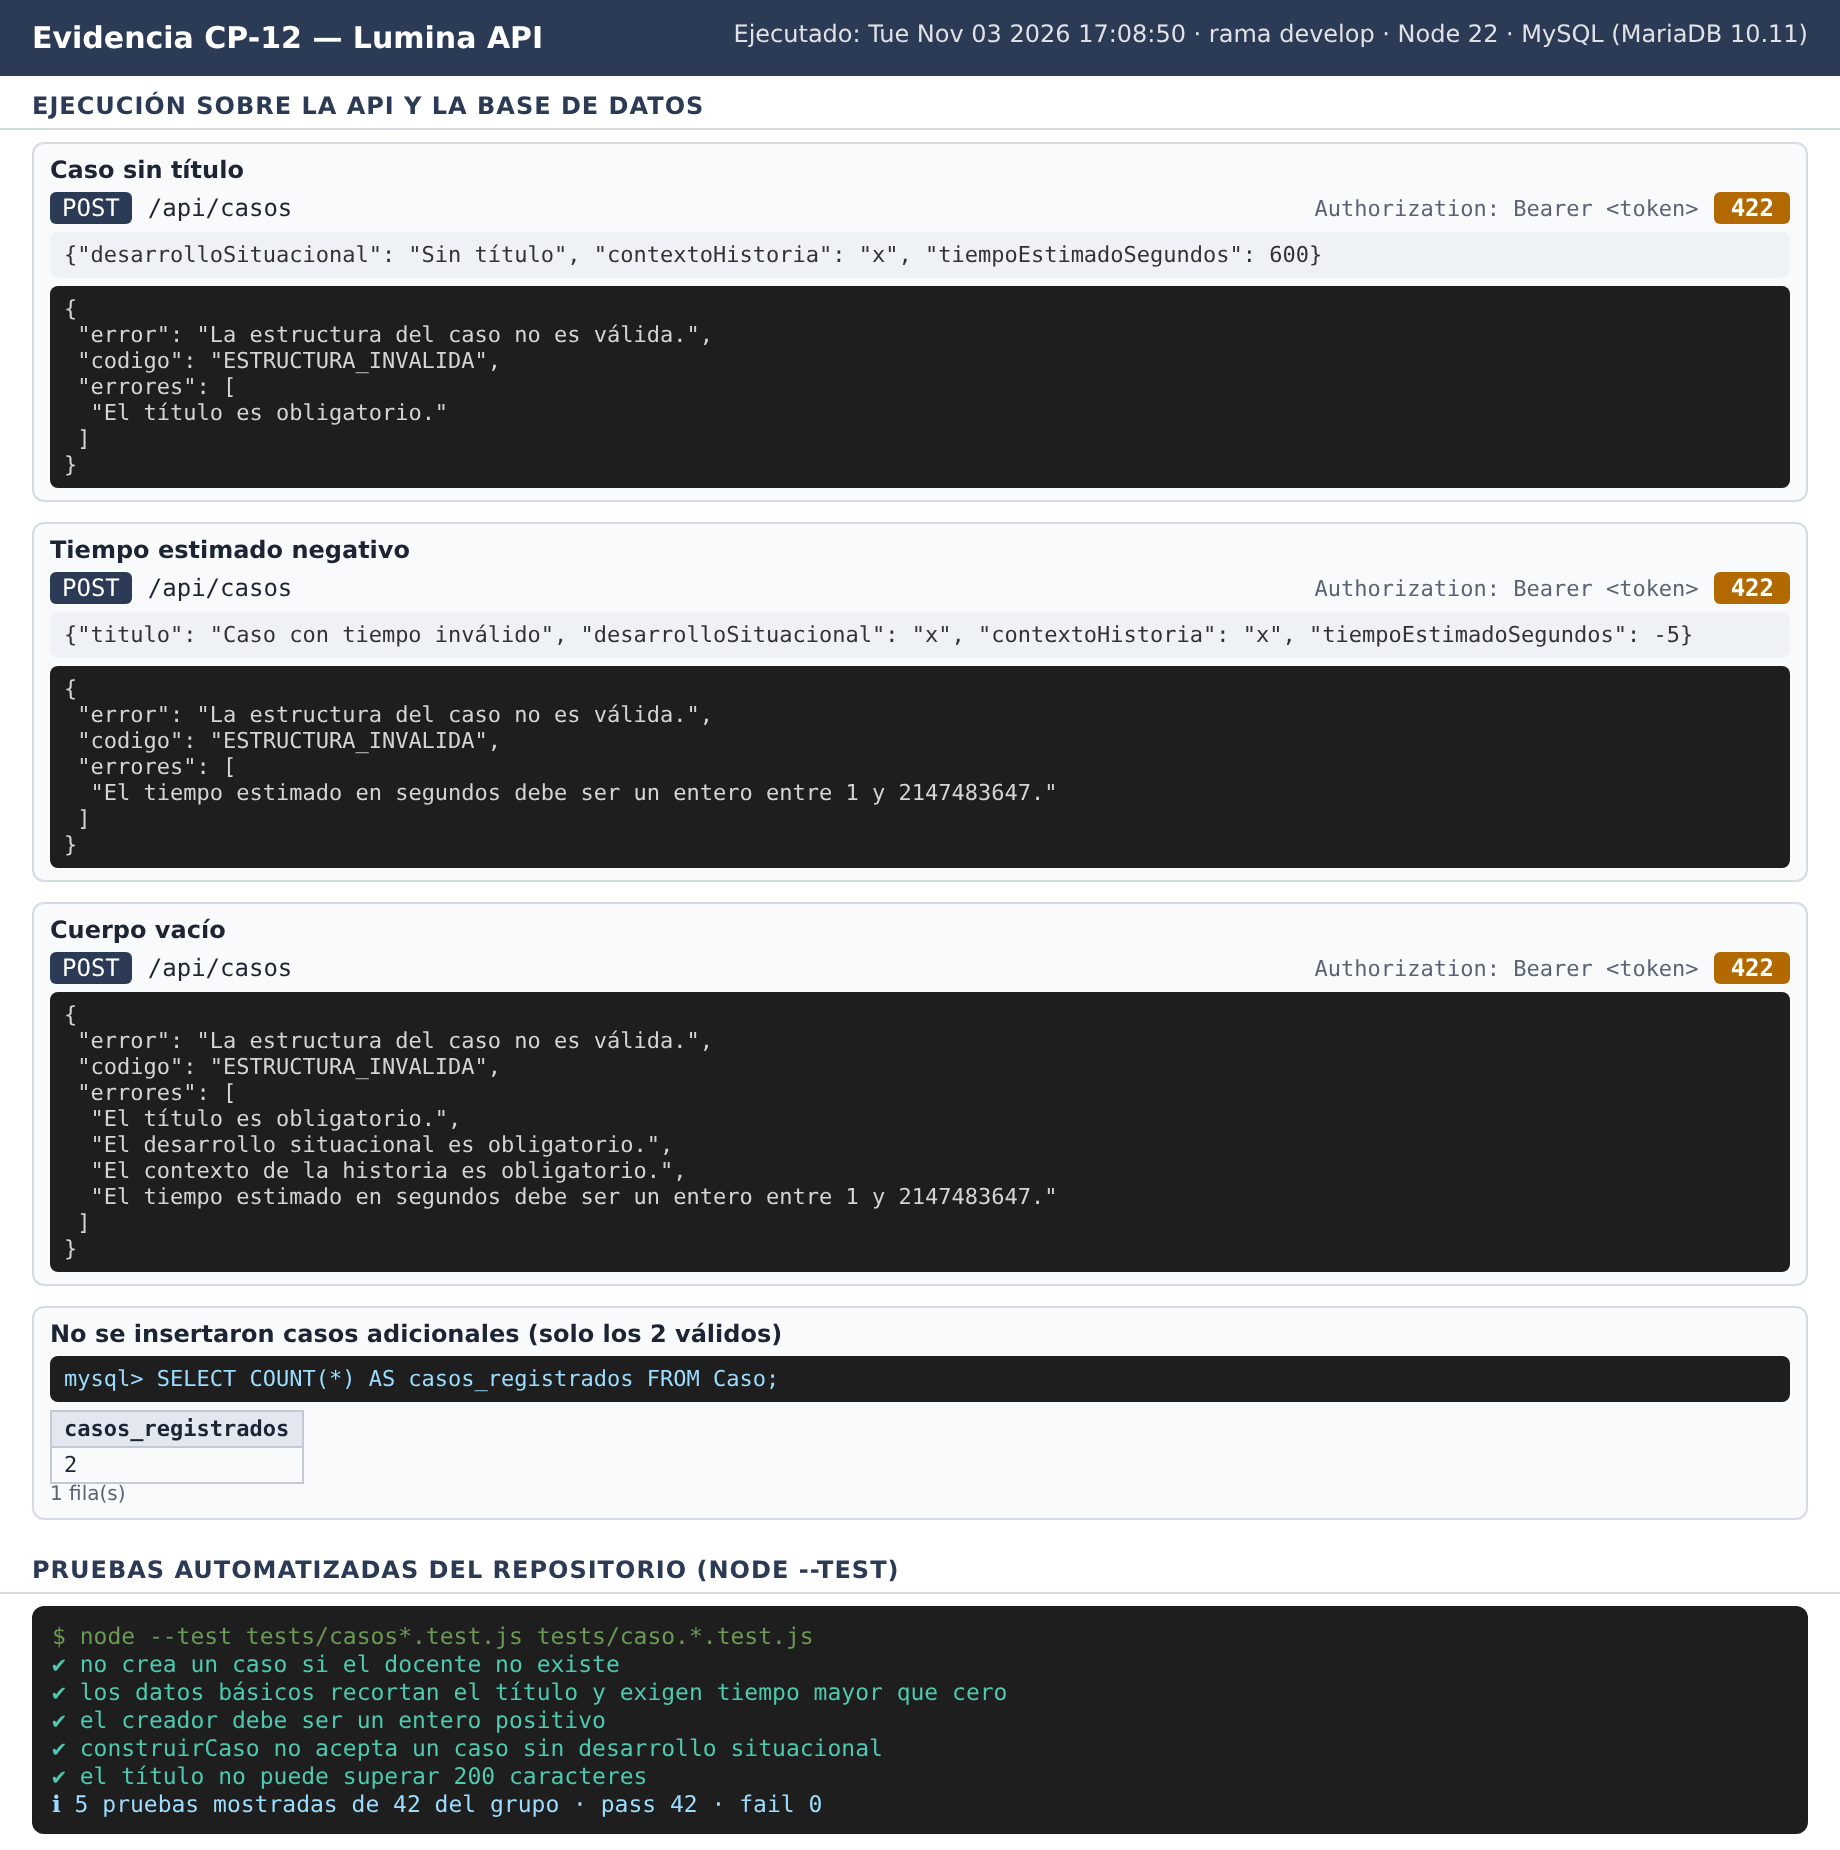 Evidencia CP-12 — Lumina API
Ejecutado: Tue Nov 03 2026 17:08:50 · rama develop · Node 22 · MySQL (MariaDB 10.11)
EJECUCIÓN SOBRE LA API Y LA BASE DE DATOS
Caso sin título
POST /api/casos Authorization: Bearer <token> 422
{"desarrolloSituacional": "Sin título", "contextoHistoria": "x", "tiempoEstimadoSegundos": 600}
{
"error": "La estructura del caso no es válida.",
"codigo": "ESTRUCTURA_INVALIDA",
"errores": [
"El título es obligatorio."
]
}
Tiempo estimado negativo
POST /api/casos Authorization: Bearer <token> 422
{"titulo": "Caso con tiempo inválido", "desarrolloSituacional": "x", "contextoHistoria": "x", "tiempoEstimadoSegundos": -5}
{
"error": "La estructura del caso no es válida.",
"codigo": "ESTRUCTURA_INVALIDA",
"errores": [
"El tiempo estimado en segundos debe ser un entero entre 1 y 2147483647."
]
}
Cuerpo vacío
POST /api/casos Authorization: Bearer <token> 422
{
"error": "La estructura del caso no es válida.",
"codigo": "ESTRUCTURA_INVALIDA",
"errores": [
"El título es obligatorio.",
"El desarrollo situacional es obligatorio.",
"El contexto de la historia es obligatorio.",
"El tiempo estimado en segundos debe ser un entero entre 1 y 2147483647."
]
}
No se insertaron casos adicionales (solo los 2 válidos)
mysql> SELECT COUNT(*) AS casos_registrados FROM Caso;
casos_registrados
2
1 fila(s)
PRUEBAS AUTOMATIZADAS DEL REPOSITORIO (NODE --TEST)
$ node --test tests/casos*.test.js tests/caso.*.test.js
✔ no crea un caso si el docente no existe
✔ los datos básicos recortan el título y exigen tiempo mayor que cero
✔ el creador debe ser un entero positivo
✔ construirCaso no acepta un caso sin desarrollo situacional
✔ el título no puede superar 200 caracteres
ℹ 5 pruebas mostradas de 42 del grupo · pass 42 · fail 0